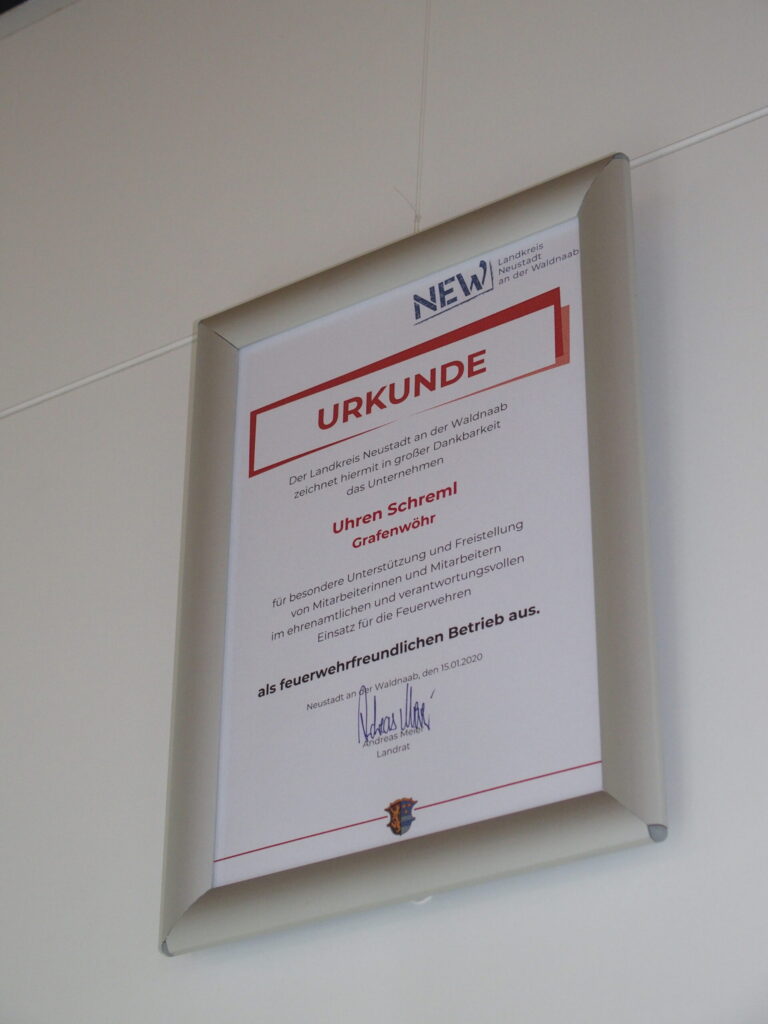 NEW
Landkreis
Neustadt
an der Waldnaab
URKUNDE
Der Landkreis Neustadt an der Waldnaab
zeichnet hiermit in großer Dankbarkeit
das Unternehmen
Uhren Schreml
Grafenwöhr
für besondere Unterstützung und Freistellung
von Mitarbeiterinnen und Mitarbeitern
im ehrenamtlichen und verantwortungsvollen
Einsatz für die Feuerwehren
als feuerwehrfreundlichen Betrieb aus.
Neustadt an der Waldnaab, den 15.01.2020
Andreas Meier
Andreas Meier
Landrat